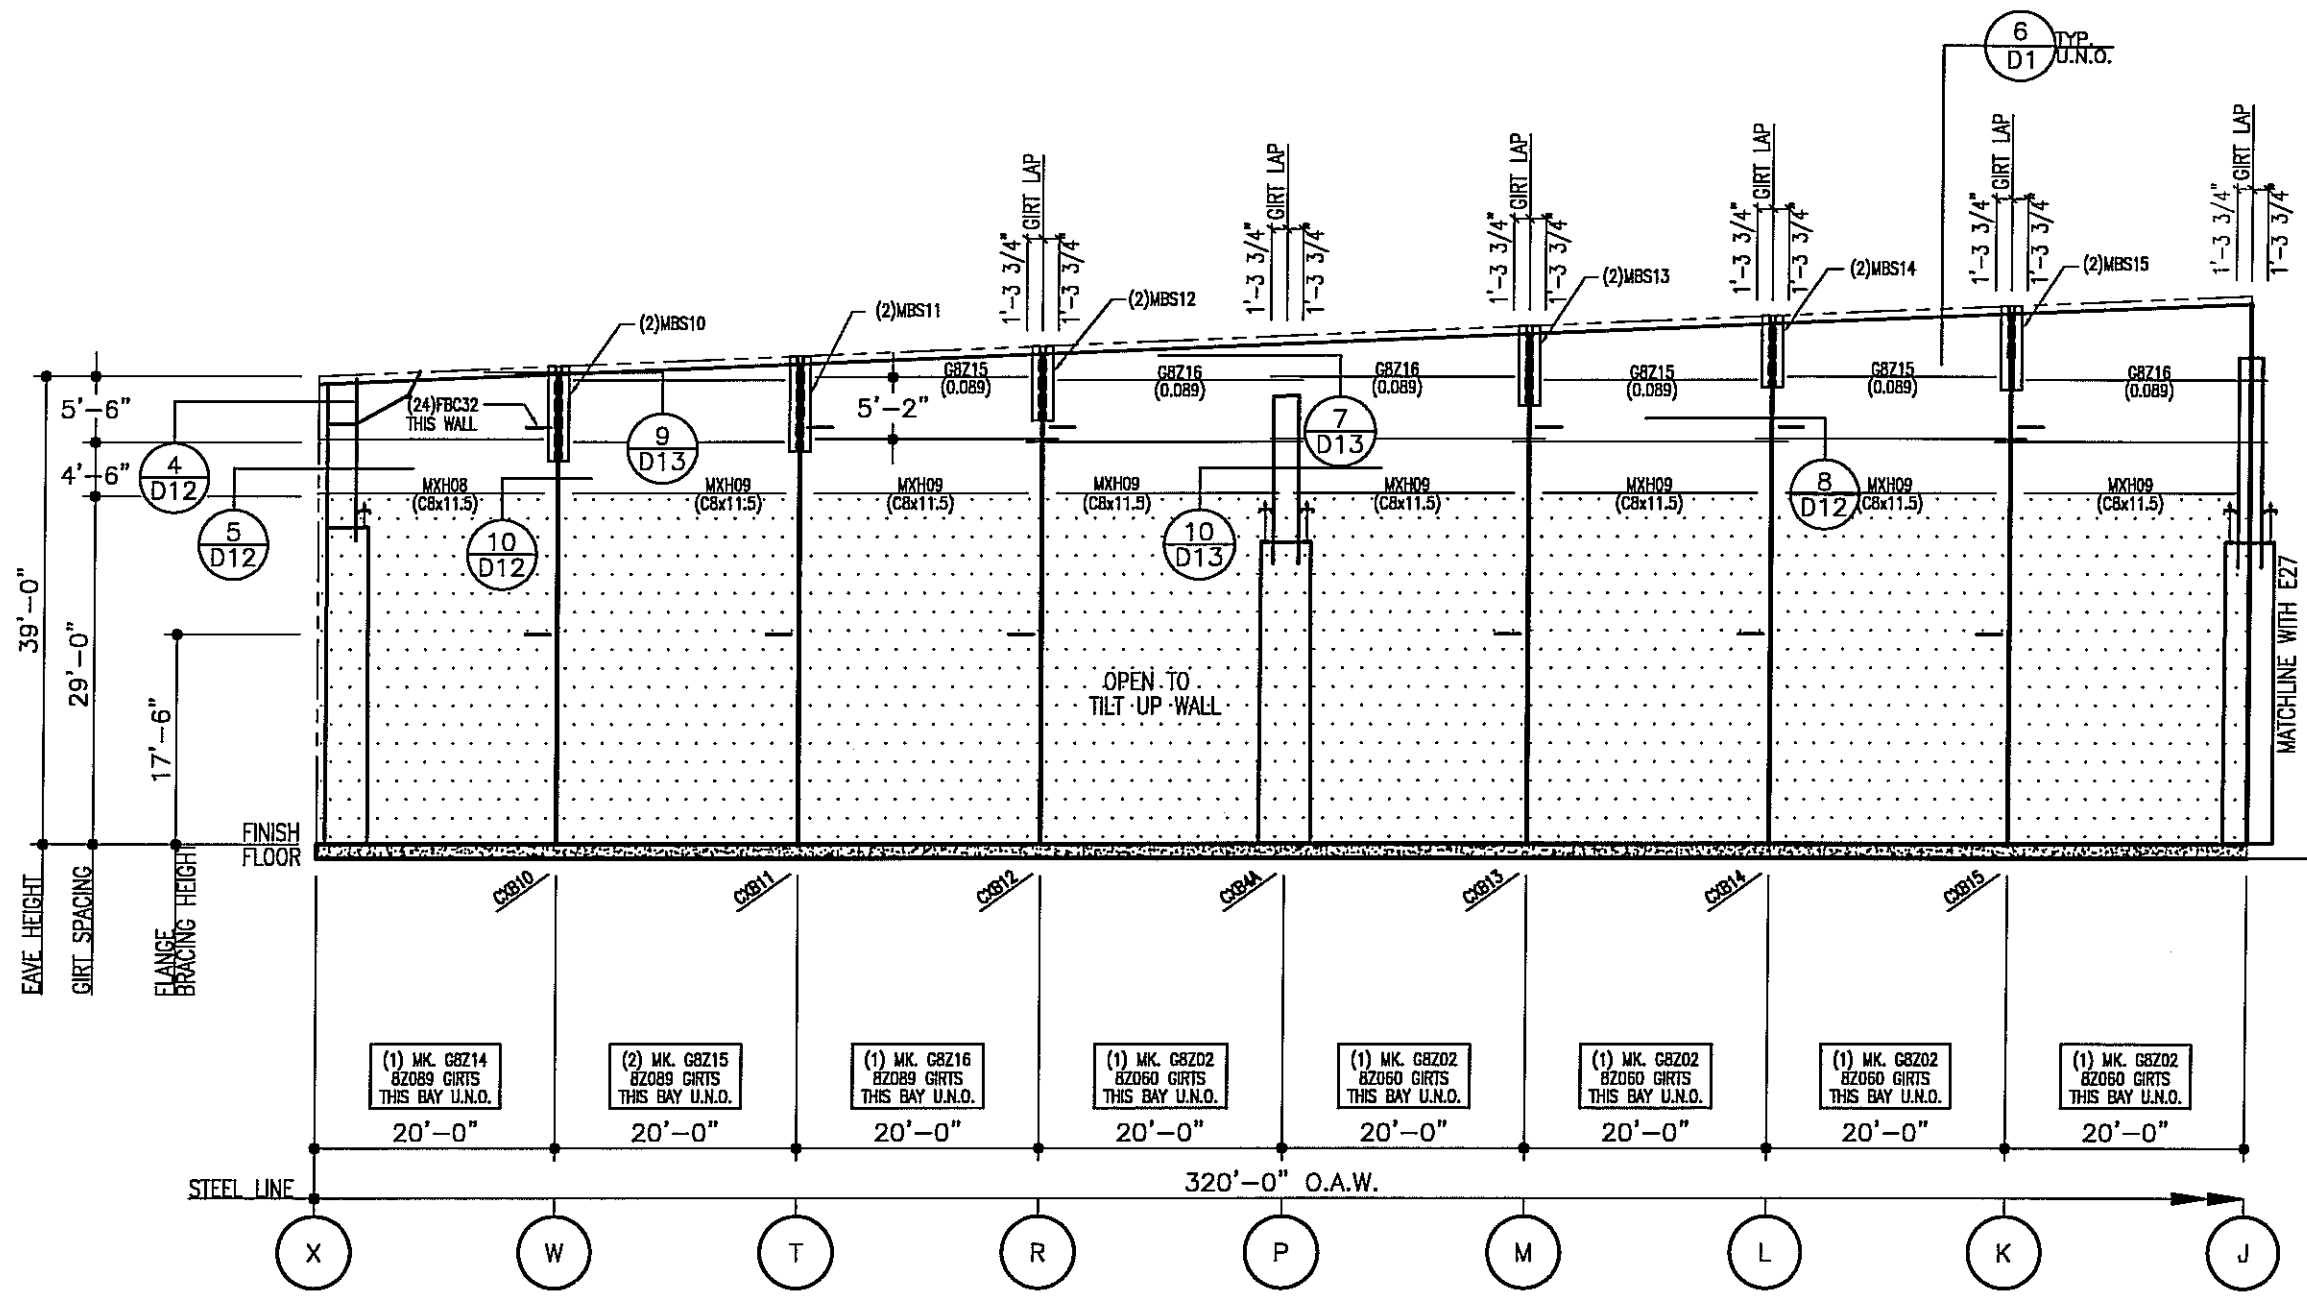 6
D1
TYP.
U.N.O.
GIRT LAP
1'-3 3/4"
1'-3 3/4"
GIRT LAP
1'-3 3/4"
1'-3 3/4"
GIRT LAP
1'-3 3/4"
1'-3 3/4"
GIRT LAP
1'-3 3/4"
1'-3 3/4"
GIRT LAP
1'-3 3/4"
1'-3 3/4"
GIRT LAP
1'-3 3/4"
1'-3 3/4"
(2)MBS10
(2)MBS11
(2)MBS12
(2)MBS13
(2)MBS14
(2)MBS15
G8Z15
(0.089)
G8Z16
(0.089)
G8Z16
(0.089)
G8Z15
(0.089)
G8Z15
(0.089)
G8Z16
(0.089)
5'-6"
4'-6"
5'-2"
(24)FBC32
THIS WALL
4
D12
5
D12
9
D13
10
D12
7
D13
10
D13
8
D12
MXH08
(C8x11.5)
MXH09
(C8x11.5)
MXH09
(C8x11.5)
MXH09
(C8x11.5)
MXH09
(C8x11.5)
MXH09
(C8x11.5)
MXH09
(C8x11.5)
MXH09
(C8x11.5)
39'-0"
29'-0"
17'-6"
OPEN TO
TILT UP WALL
MATCHLINE WITH E27
FINISH
FLOOR
EAVE HEIGHT
GIRT SPACING
FLANGE
BRACING HEIGHT
CXB10
CXB11
CXB12
CXB4A
CXB13
CXB14
CXB15
(1) MK. G8Z14
8Z089 GIRTS
THIS BAY U.N.O.
(2) MK. G8Z15
8Z089 GIRTS
THIS BAY U.N.O.
(1) MK. G8Z16
8Z089 GIRTS
THIS BAY U.N.O.
(1) MK. G8Z02
8Z060 GIRTS
THIS BAY U.N.O.
(1) MK. G8Z02
8Z060 GIRTS
THIS BAY U.N.O.
(1) MK. G8Z02
8Z060 GIRTS
THIS BAY U.N.O.
(1) MK. G8Z02
8Z060 GIRTS
THIS BAY U.N.O.
(1) MK. G8Z02
8Z060 GIRTS
THIS BAY U.N.O.
20'-0" 20'-0" 20'-0" 20'-0" 20'-0" 20'-0" 20'-0" 20'-0"
STEEL LINE
320'-0" O.A.W.
X W T R P M L K J